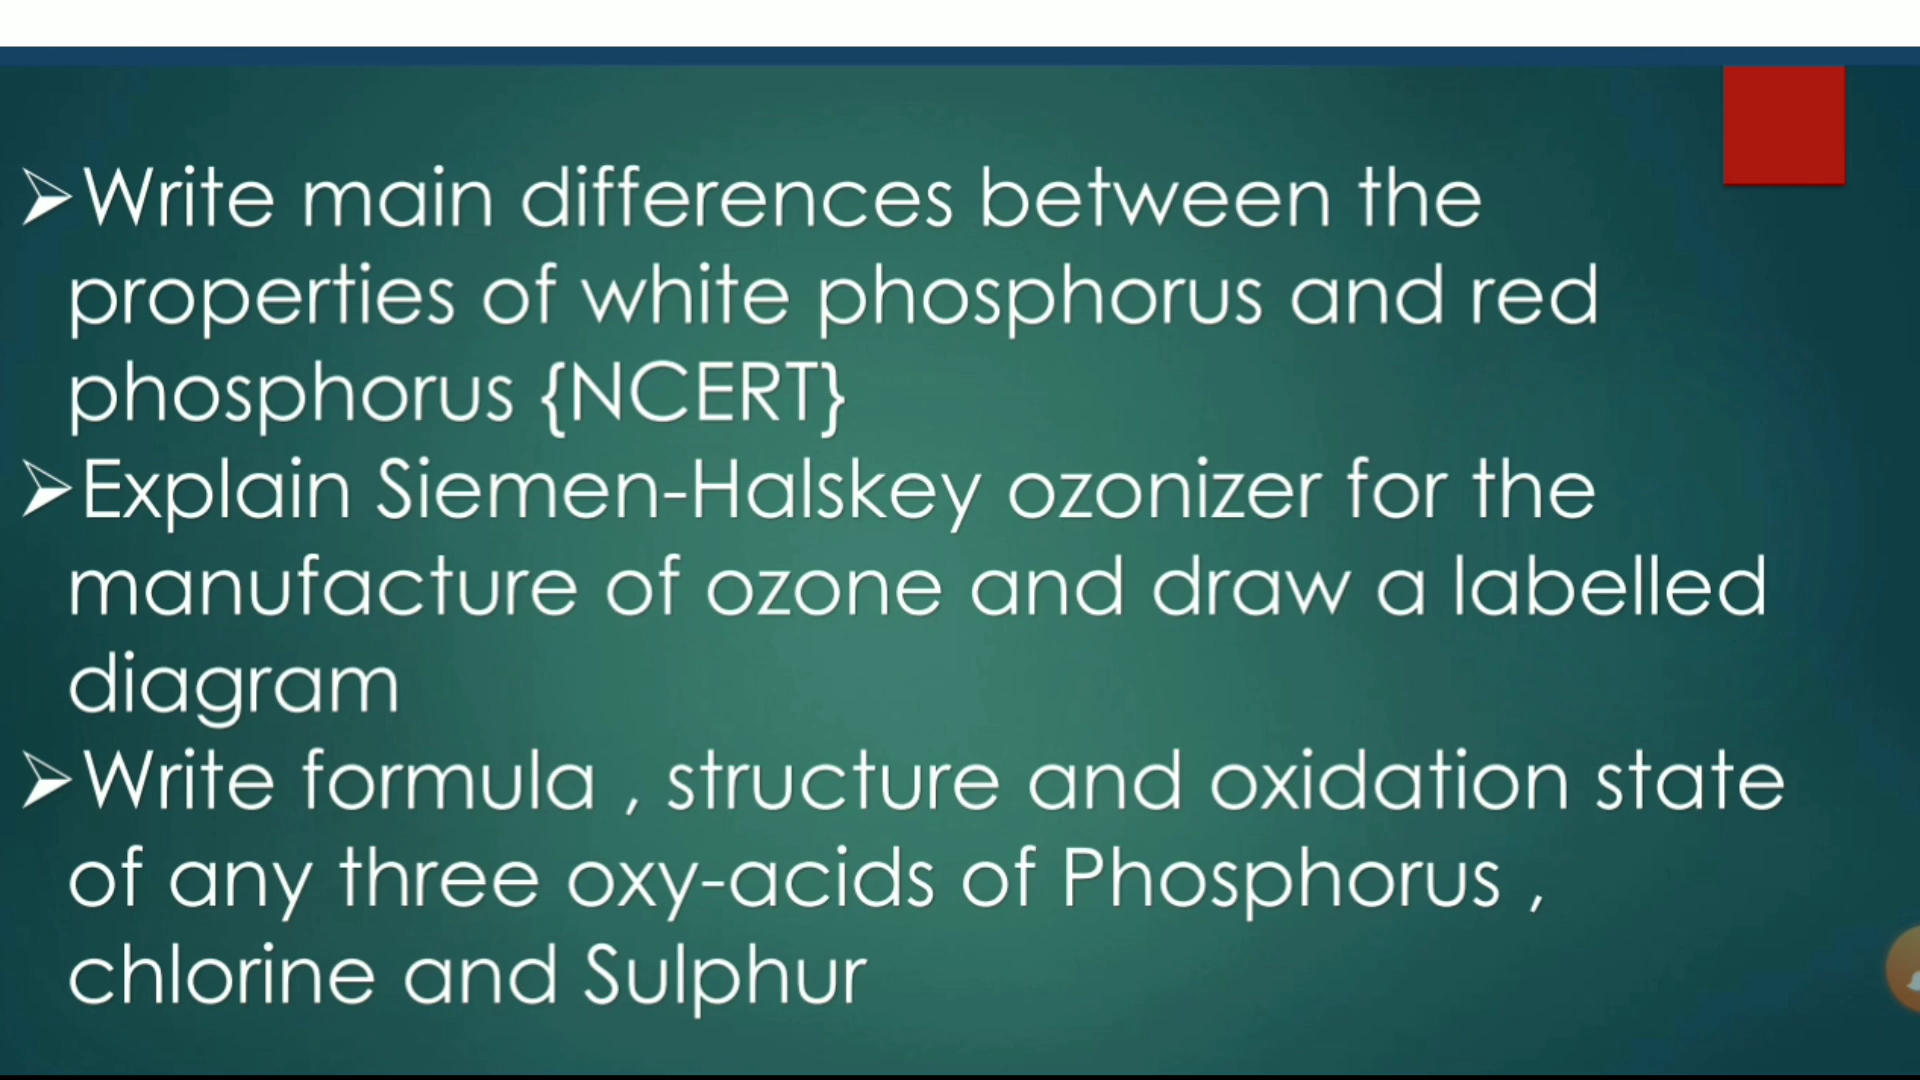 ➢Write main differences between the
properties of white phosphorus and red
phosphorus {NCERT}
➢Explain Siemen-Halskey ozonizer for the
manufacture of ozone and draw a labelled
diagram
➢Write formula , structure and oxidation state
of any three oxy-acids of Phosphorus ,
chlorine and Sulphur